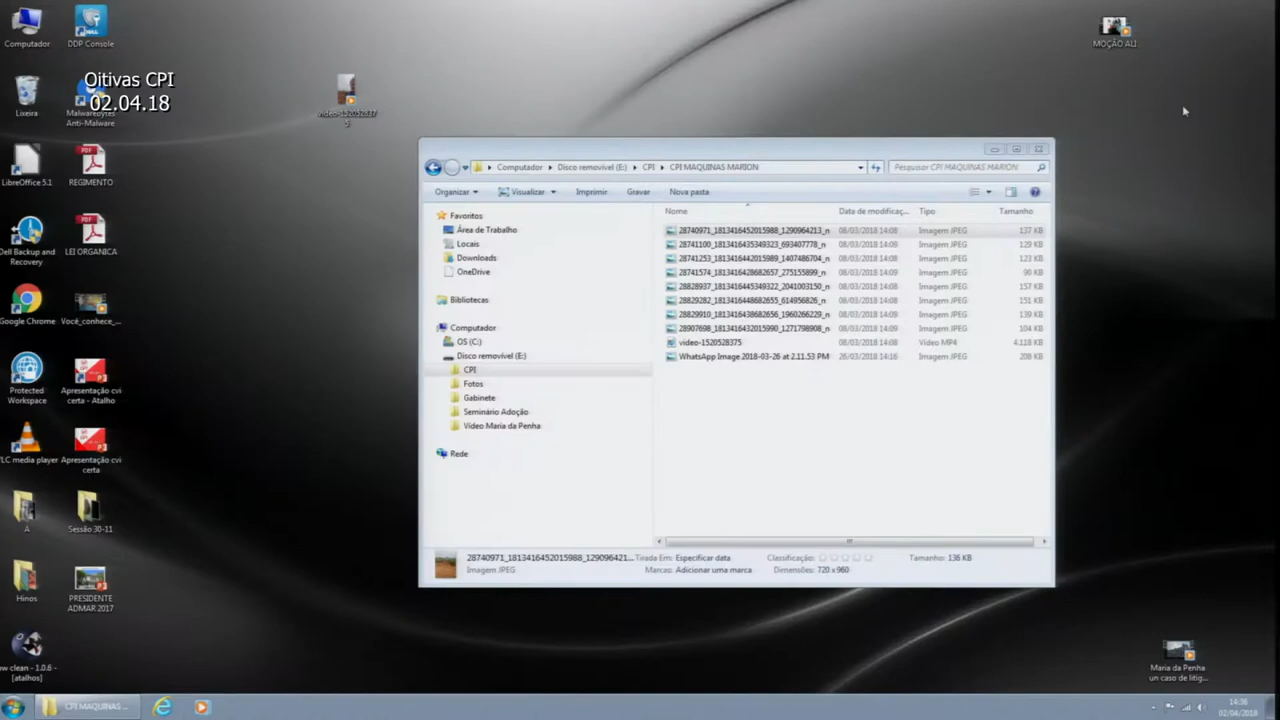 Computador
DDP Console
MOÇÃO ALI
Oitivas CPI
02.04.18
Lixeira
Malwarebytes
Anti-Malware
LibreOffice 5.1
REGIMENTO
Dell Backup and
Recovery
LEI ORGANICA
Google Chrome
Você_conhece_...
Protected
Workspace
Apresentação cvi
certa - Atalho
VLC media player
Apresentação cvi
certa
A
Sessão 30-11
Hinos
PRESIDENTE
ADMAR 2017
clean - 1.0.6 -
[atalhos]
Computador
Disco removível (E:)
CPI
CPI MAQUINAS MARION
Pesquisar CPI MAQUINAS MARION
Organizar
Visualizar
Imprimir
Gravar
Nova pasta
Favoritos
Área de Trabalho
Locais
Downloads
OneDrive
Bibliotecas
Computador
OS (C:)
Disco removível (E:)
CPI
Fotos
Gabinete
Seminário Adoção
Vídeo Maria da Penha
Rede
Nome Data de modificaç... Tipo Tamanho
28740971_1813416452015988_1290964213_n 08/03/2018 14:08 Imagem JPEG 137 KB
28741100_1813416435349323_693407778_n 08/03/2018 14:09 Imagem JPEG 129 KB
28741253_1813416442015989_1407486704_n 08/03/2018 14:08 Imagem JPEG 123 KB
28741574_1813416428682657_275155899_n 08/03/2018 14:09 Imagem JPEG 90 KB
28828937_1813416445349322_2041003150_n 08/03/2018 14:08 Imagem JPEG 157 KB
28829282_1813416448682655_614956826_n 08/03/2018 14:08 Imagem JPEG 151 KB
28829910_1813416438682656_1960266229_n 08/03/2018 14:09 Imagem JPEG 139 KB
28907698_1813416432015990_1271798908_n 08/03/2018 14:09 Imagem JPEG 104 KB
video-1520528375 08/03/2018 14:08 Vídeo MP4 4.118 KB
WhatsApp Image 2018-03-26 at 2.11.53 PM 26/03/2018 14:16 Imagem JPEG 208 KB
28740971_1813416452015988_129096421... Tirada Em: Especificar data Classificação: Tamanho: 136 KB
Imagem JPEG Marcas: Adicionar uma marca Dimensões: 720 x 960
Maria da Penha
un caso de litig...
CPI MAQUINAS ...
14:36
02/04/2018